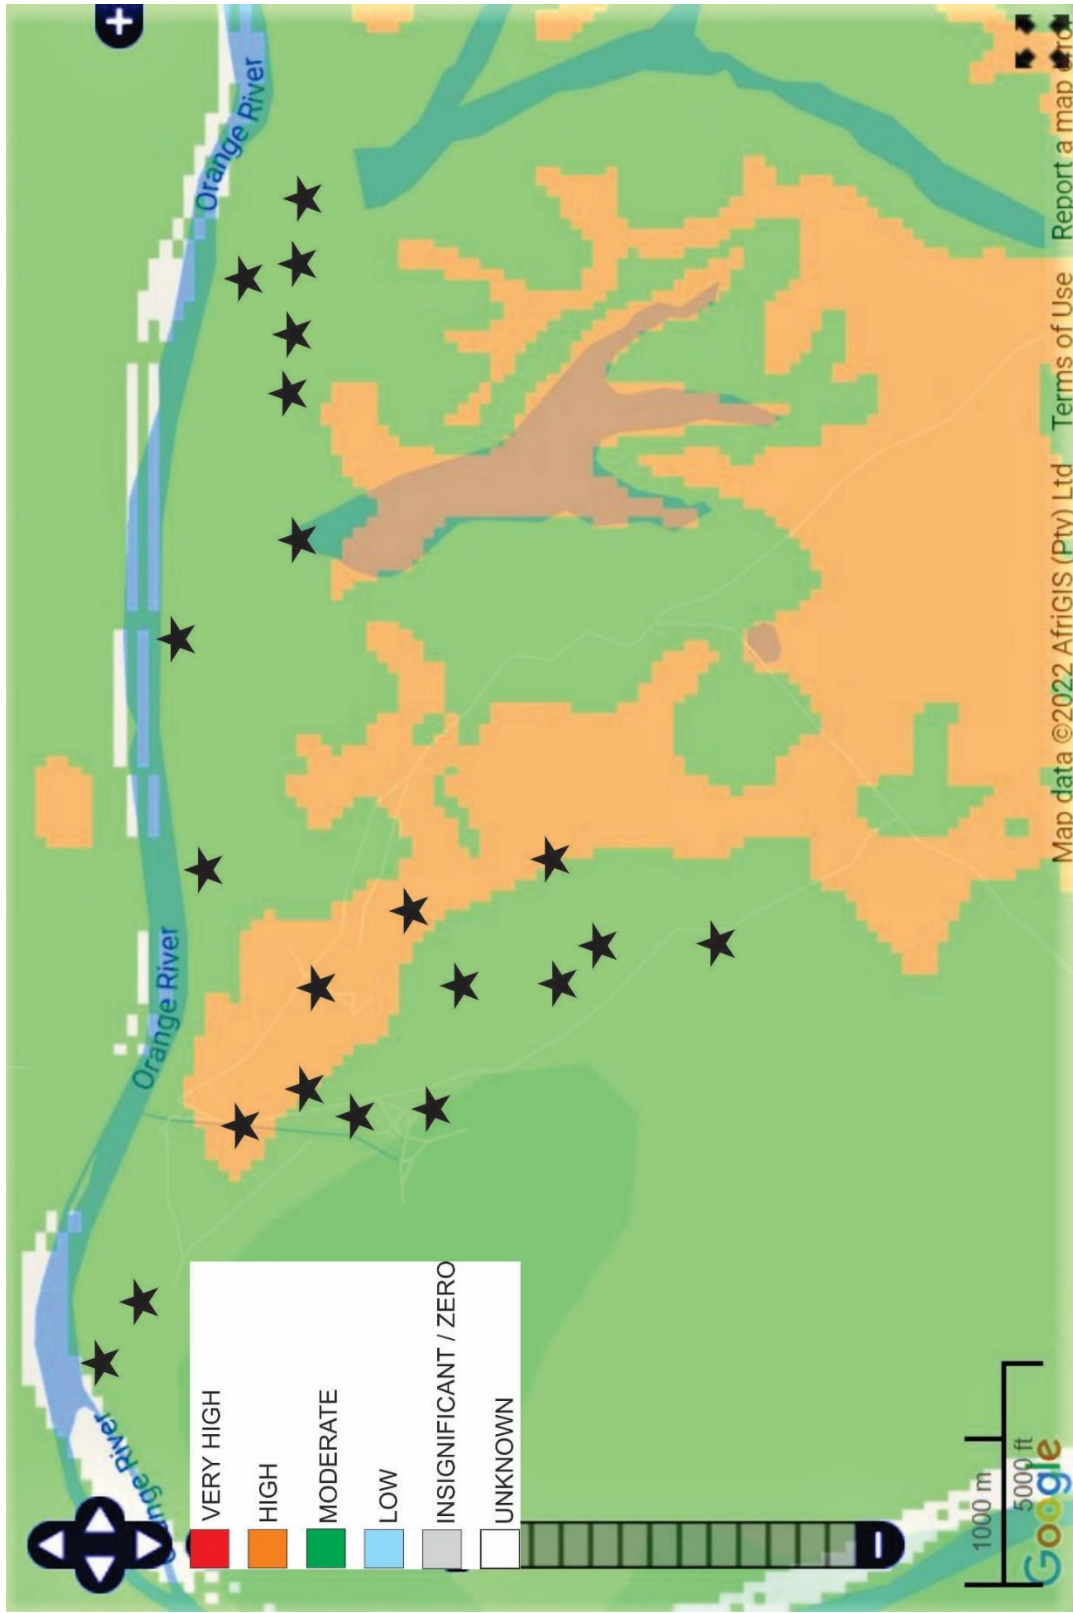 Orange River
Orange River
nge River
VERY HIGH
HIGH
MODERATE
LOW
INSIGNIFICANT / ZERO
UNKNOWN
1000 m
5000 ft
Google
Map data ©2022 AfriGIS (Pty) Ltd Terms of Use Report a map error